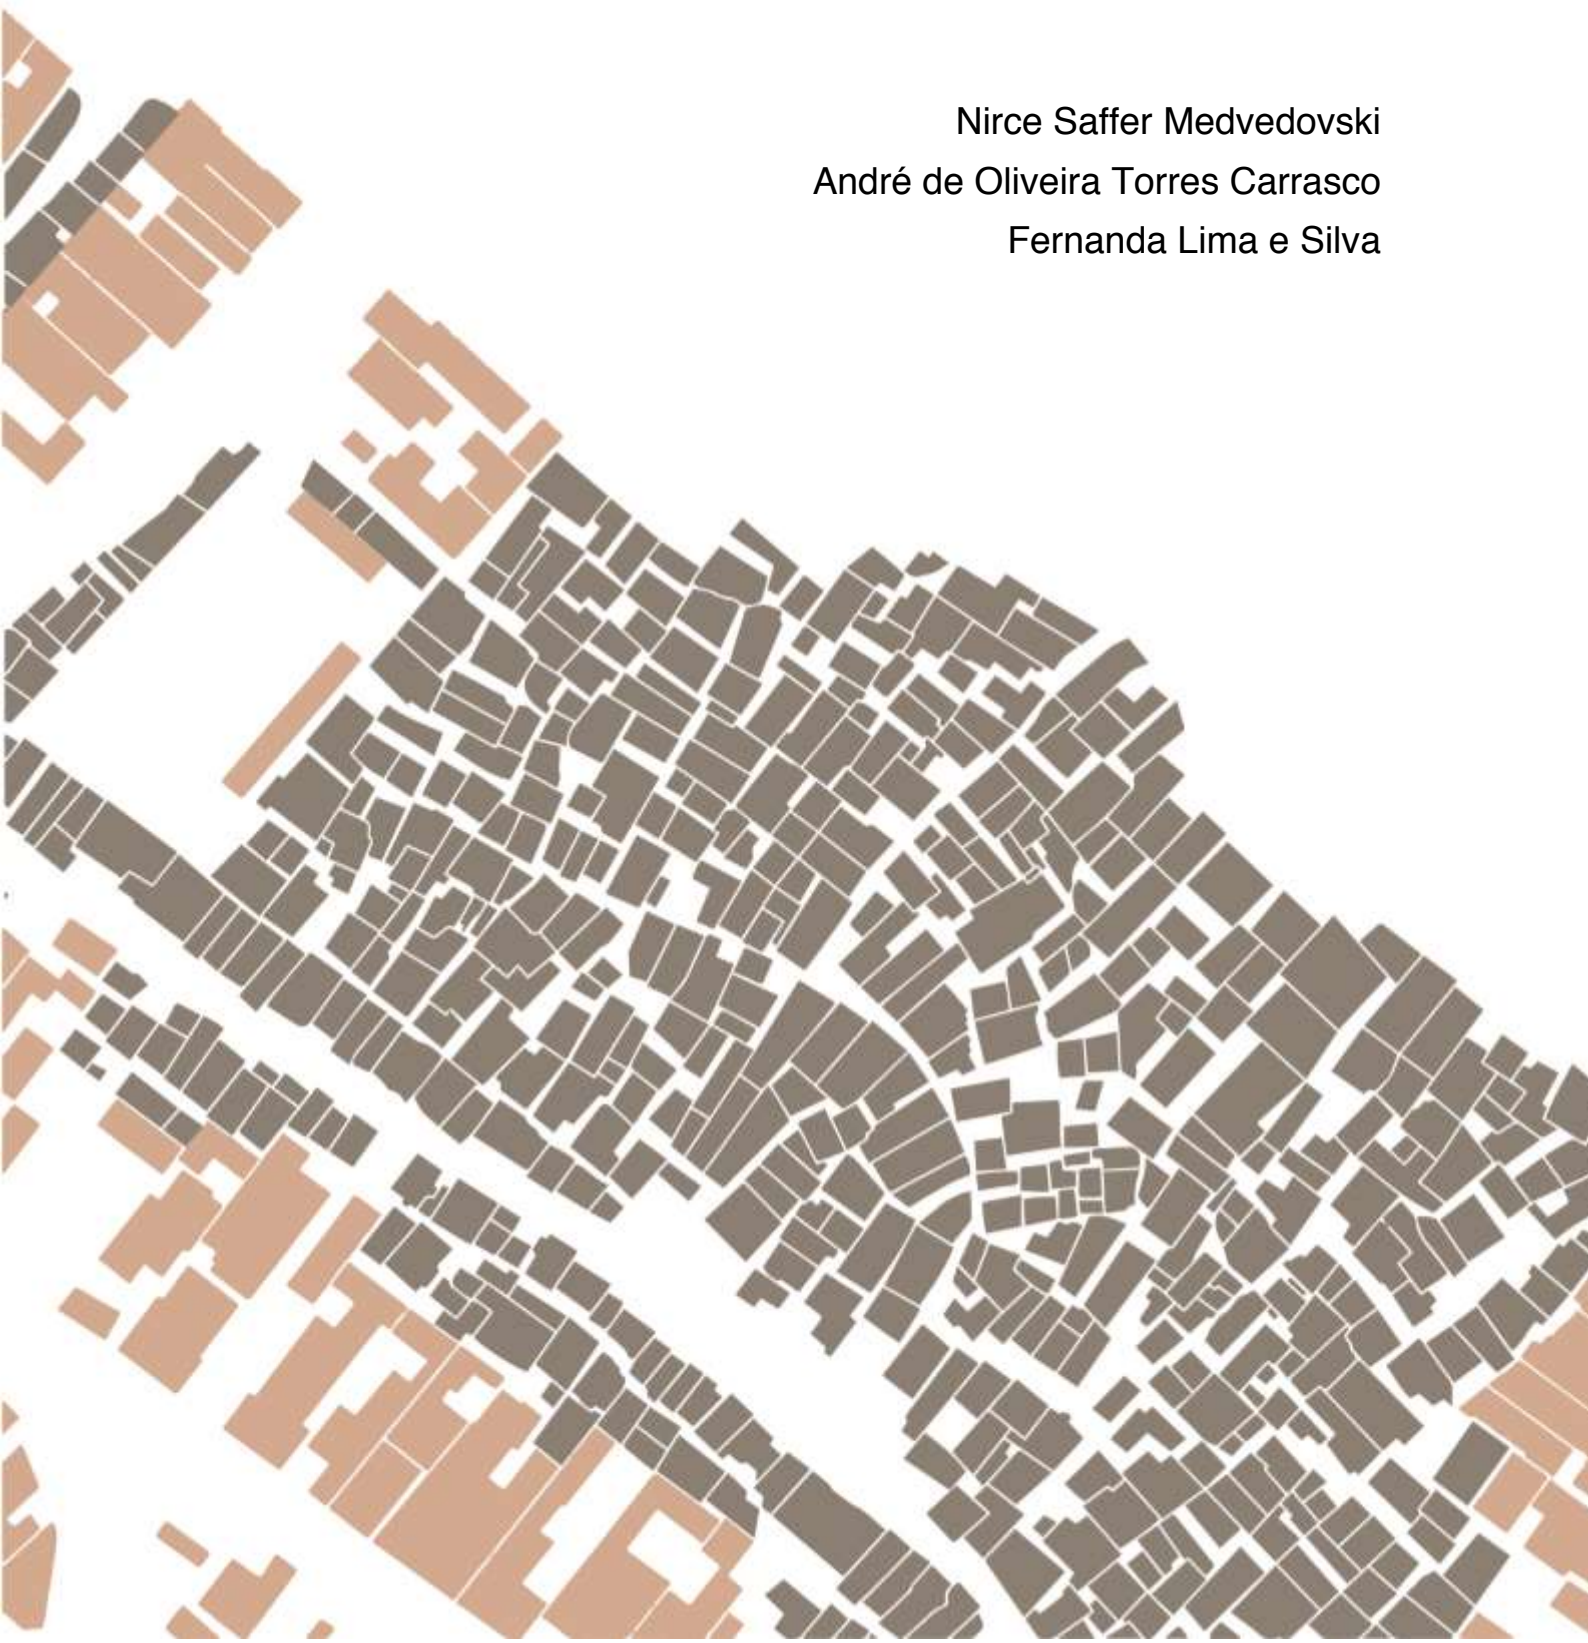 Nirce Saffer Medvedovski
André de Oliveira Torres Carrasco
Fernanda Lima e Silva